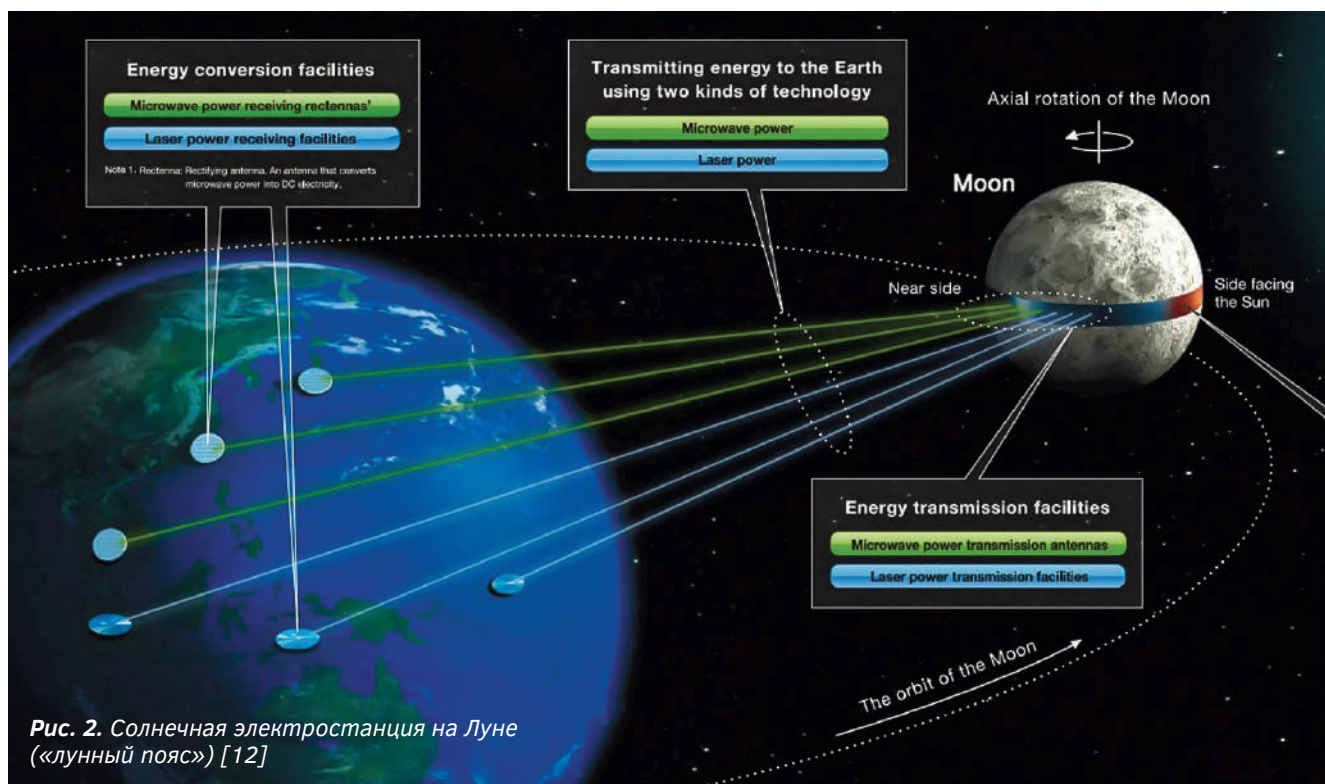 Energy conversion facilities
Microwave power receiving rectennas'
Laser power receiving facilities
Note 1. Rectenna: Rectifying antenna. An antenna that converts
microwave power into DC electricity.
Transmitting energy to the Earth
using two kinds of technology
Microwave power
Laser power
Axial rotation of the Moon
Moon
Near side
Side facing
the Sun
Energy transmission facilities
Microwave power transmission antennas
Laser power transmission facilities
The orbit of the Moon
Рис. 2. Солнечная электростанция на Луне
(«лунный пояс») [12]